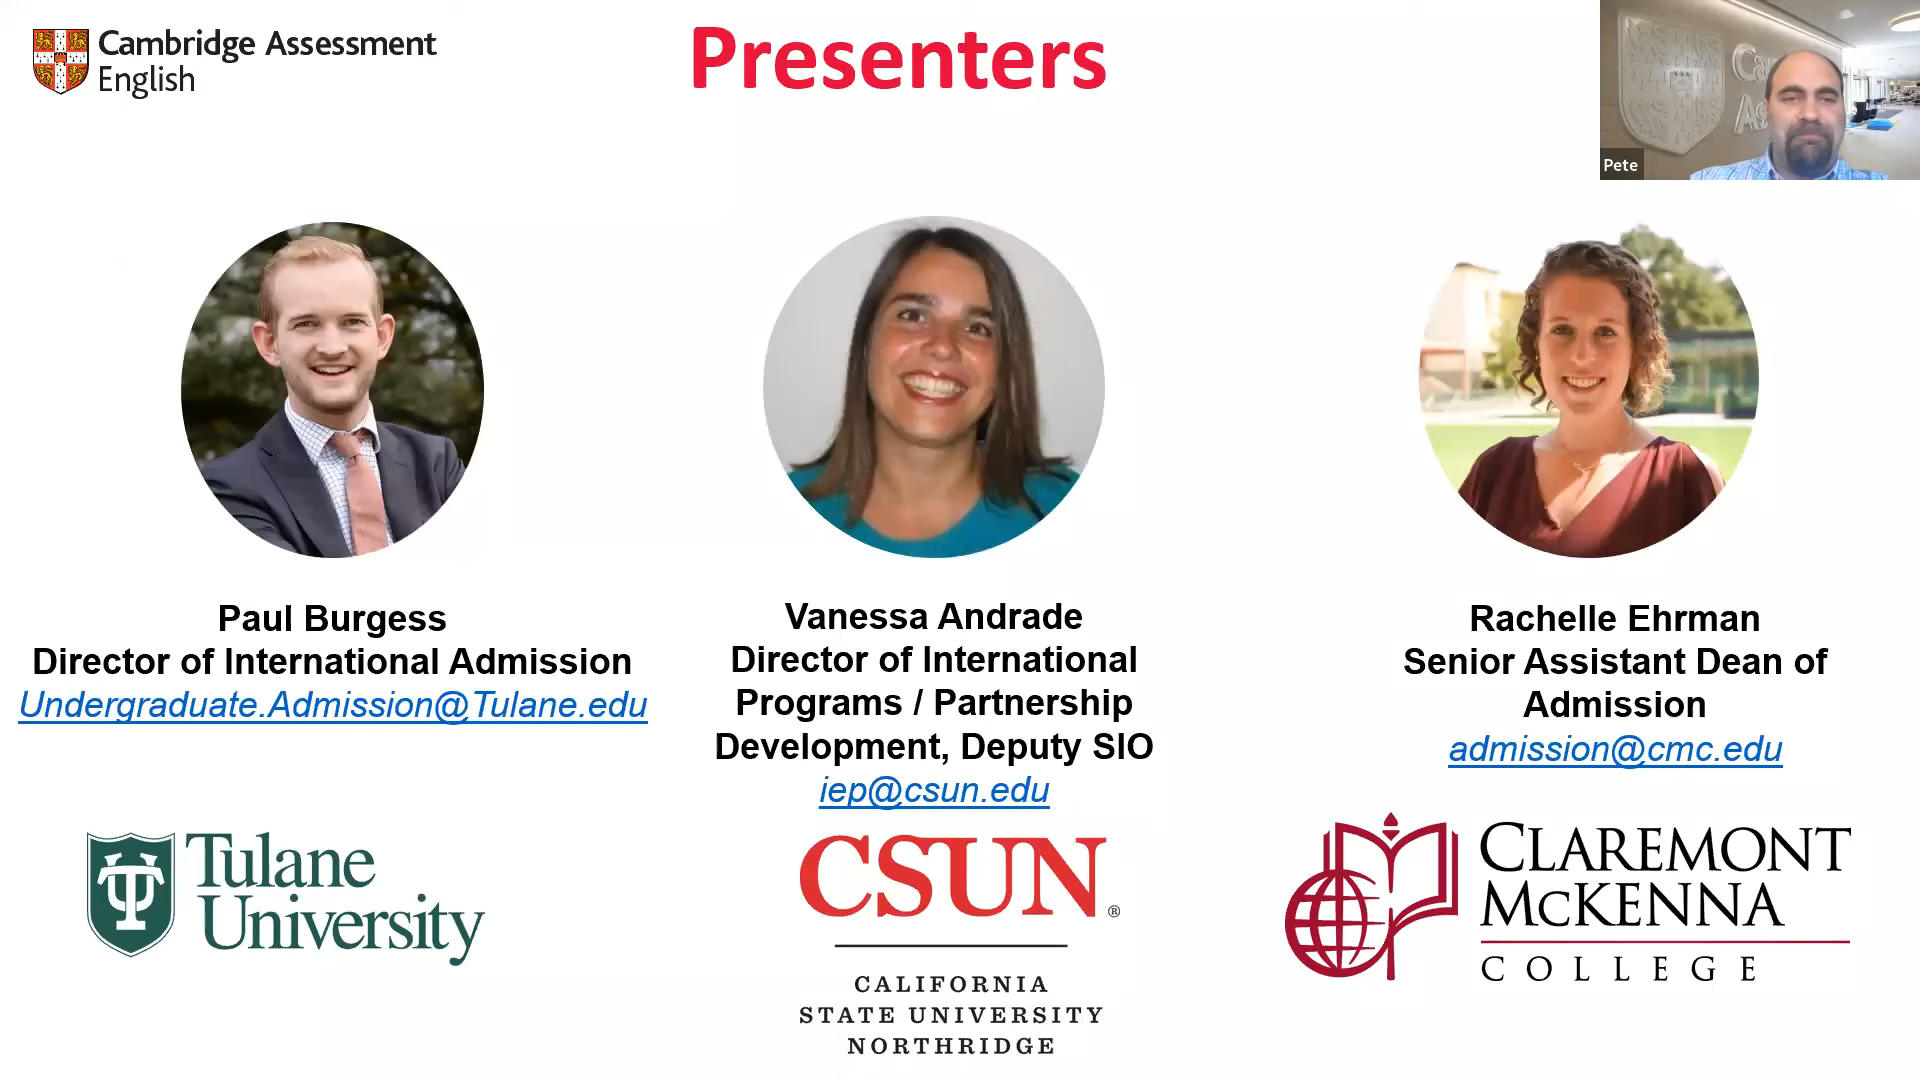 Cambridge Assessment
English
Presenters
Ca
As
Pete
Paul Burgess
Director of International Admission
Undergraduate.Admission@Tulane.edu
Tulane
University
Vanessa Andrade
Director of International
Programs / Partnership
Development, Deputy SIO
iep@csun.edu
CSUN®
CALIFORNIA
STATE UNIVERSITY
NORTHRIDGE
Rachelle Ehrman
Senior Assistant Dean of
Admission
admission@cmc.edu
CLAREMONT
MCKENNA
COLLEGE